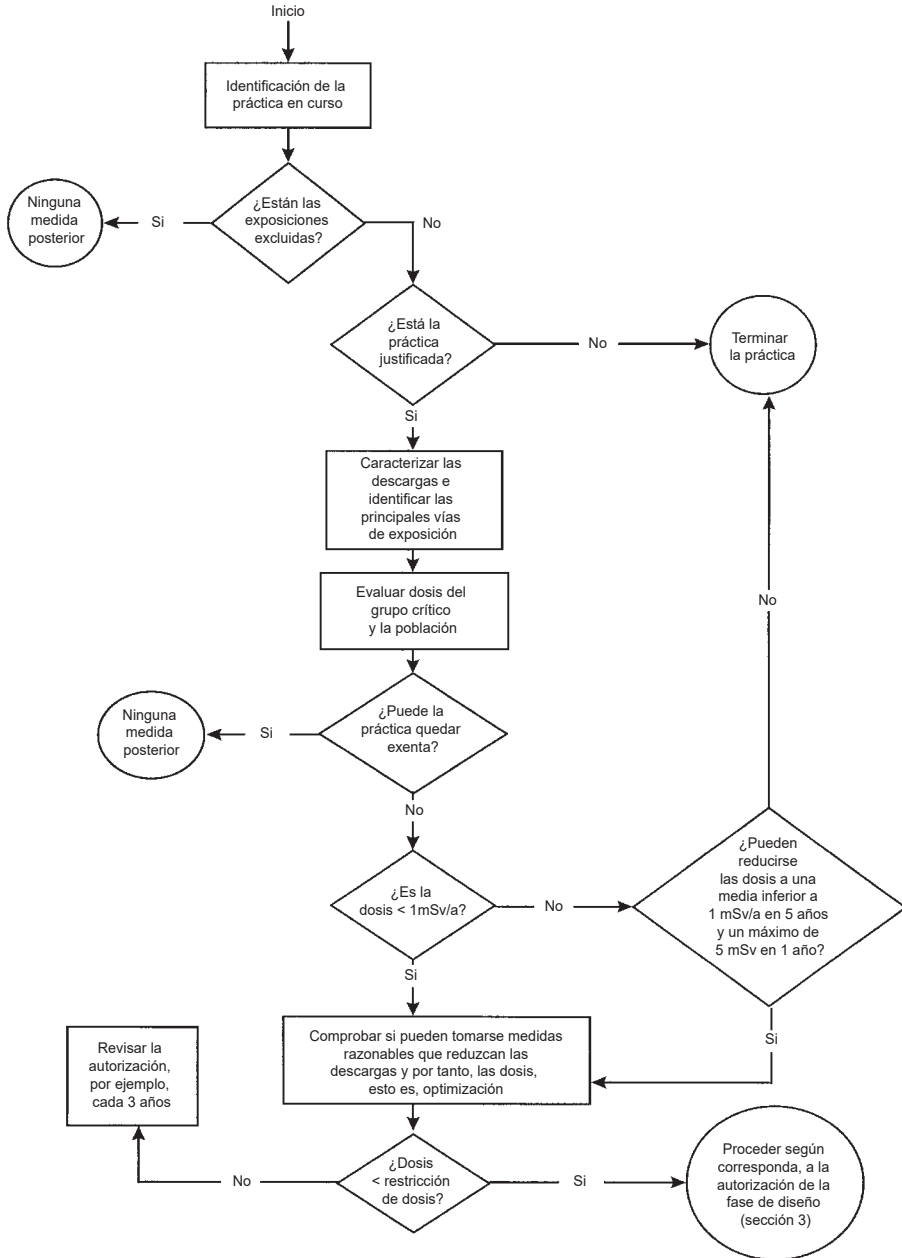 Inicio
Identificación de la
práctica en curso
¿Están las
exposiciones
excluidas?
Si
Ninguna
medida
posterior
No
¿Está la
práctica
justificada?
No
Terminar
la práctica
Si
Caracterizar las
descargas e
identificar las
principales vías
de exposición
Evaluar dosis del
grupo crítico
y la población
¿Puede la
práctica quedar
exenta?
Si
Ninguna
medida
posterior
No
¿Es la
dosis < 1mSv/a?
No
¿Pueden
reducirse
las dosis a una
media inferior a
1 mSv/a en 5 años
y un máximo de
5 mSv en 1 año?
No
Si
Si
Comprobar si pueden tomarse medidas
razonables que reduzcan las
descargas y por tanto, las dosis,
esto es, optimización
¿Dosis
< restricción
de dosis?
No
Revisar la
autorización,
por ejemplo,
cada 3 años
Si
Proceder según
corresponda, a la
autorización de la
fase de diseño
(sección 3)